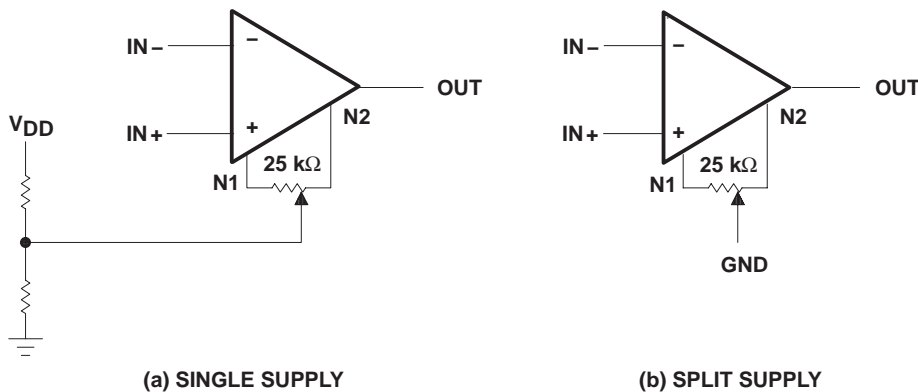 IN−
−
OUT
IN+
+
N2
VDD
25 kΩ
N1
(a) SINGLE SUPPLY
IN−
−
OUT
IN+
+
N2
25 kΩ
N1
GND
(b) SPLIT SUPPLY